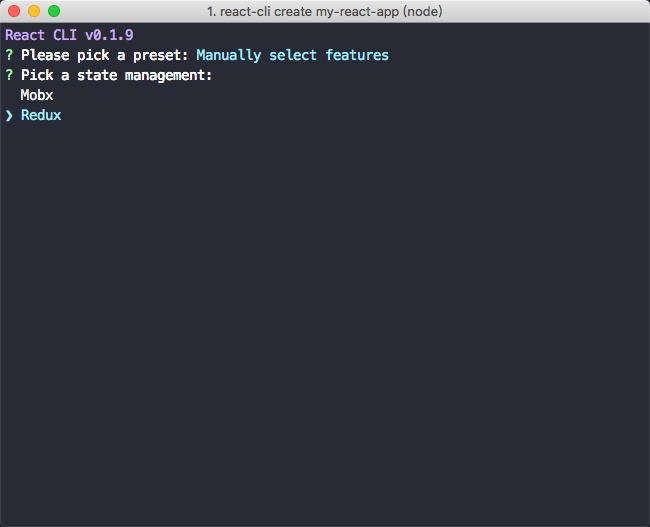 1. react-cli create my-react-app (node)
React CLI v0.1.9
? Please pick a preset: Manually select features
? Pick a state management:
Mobx
❯ Redux